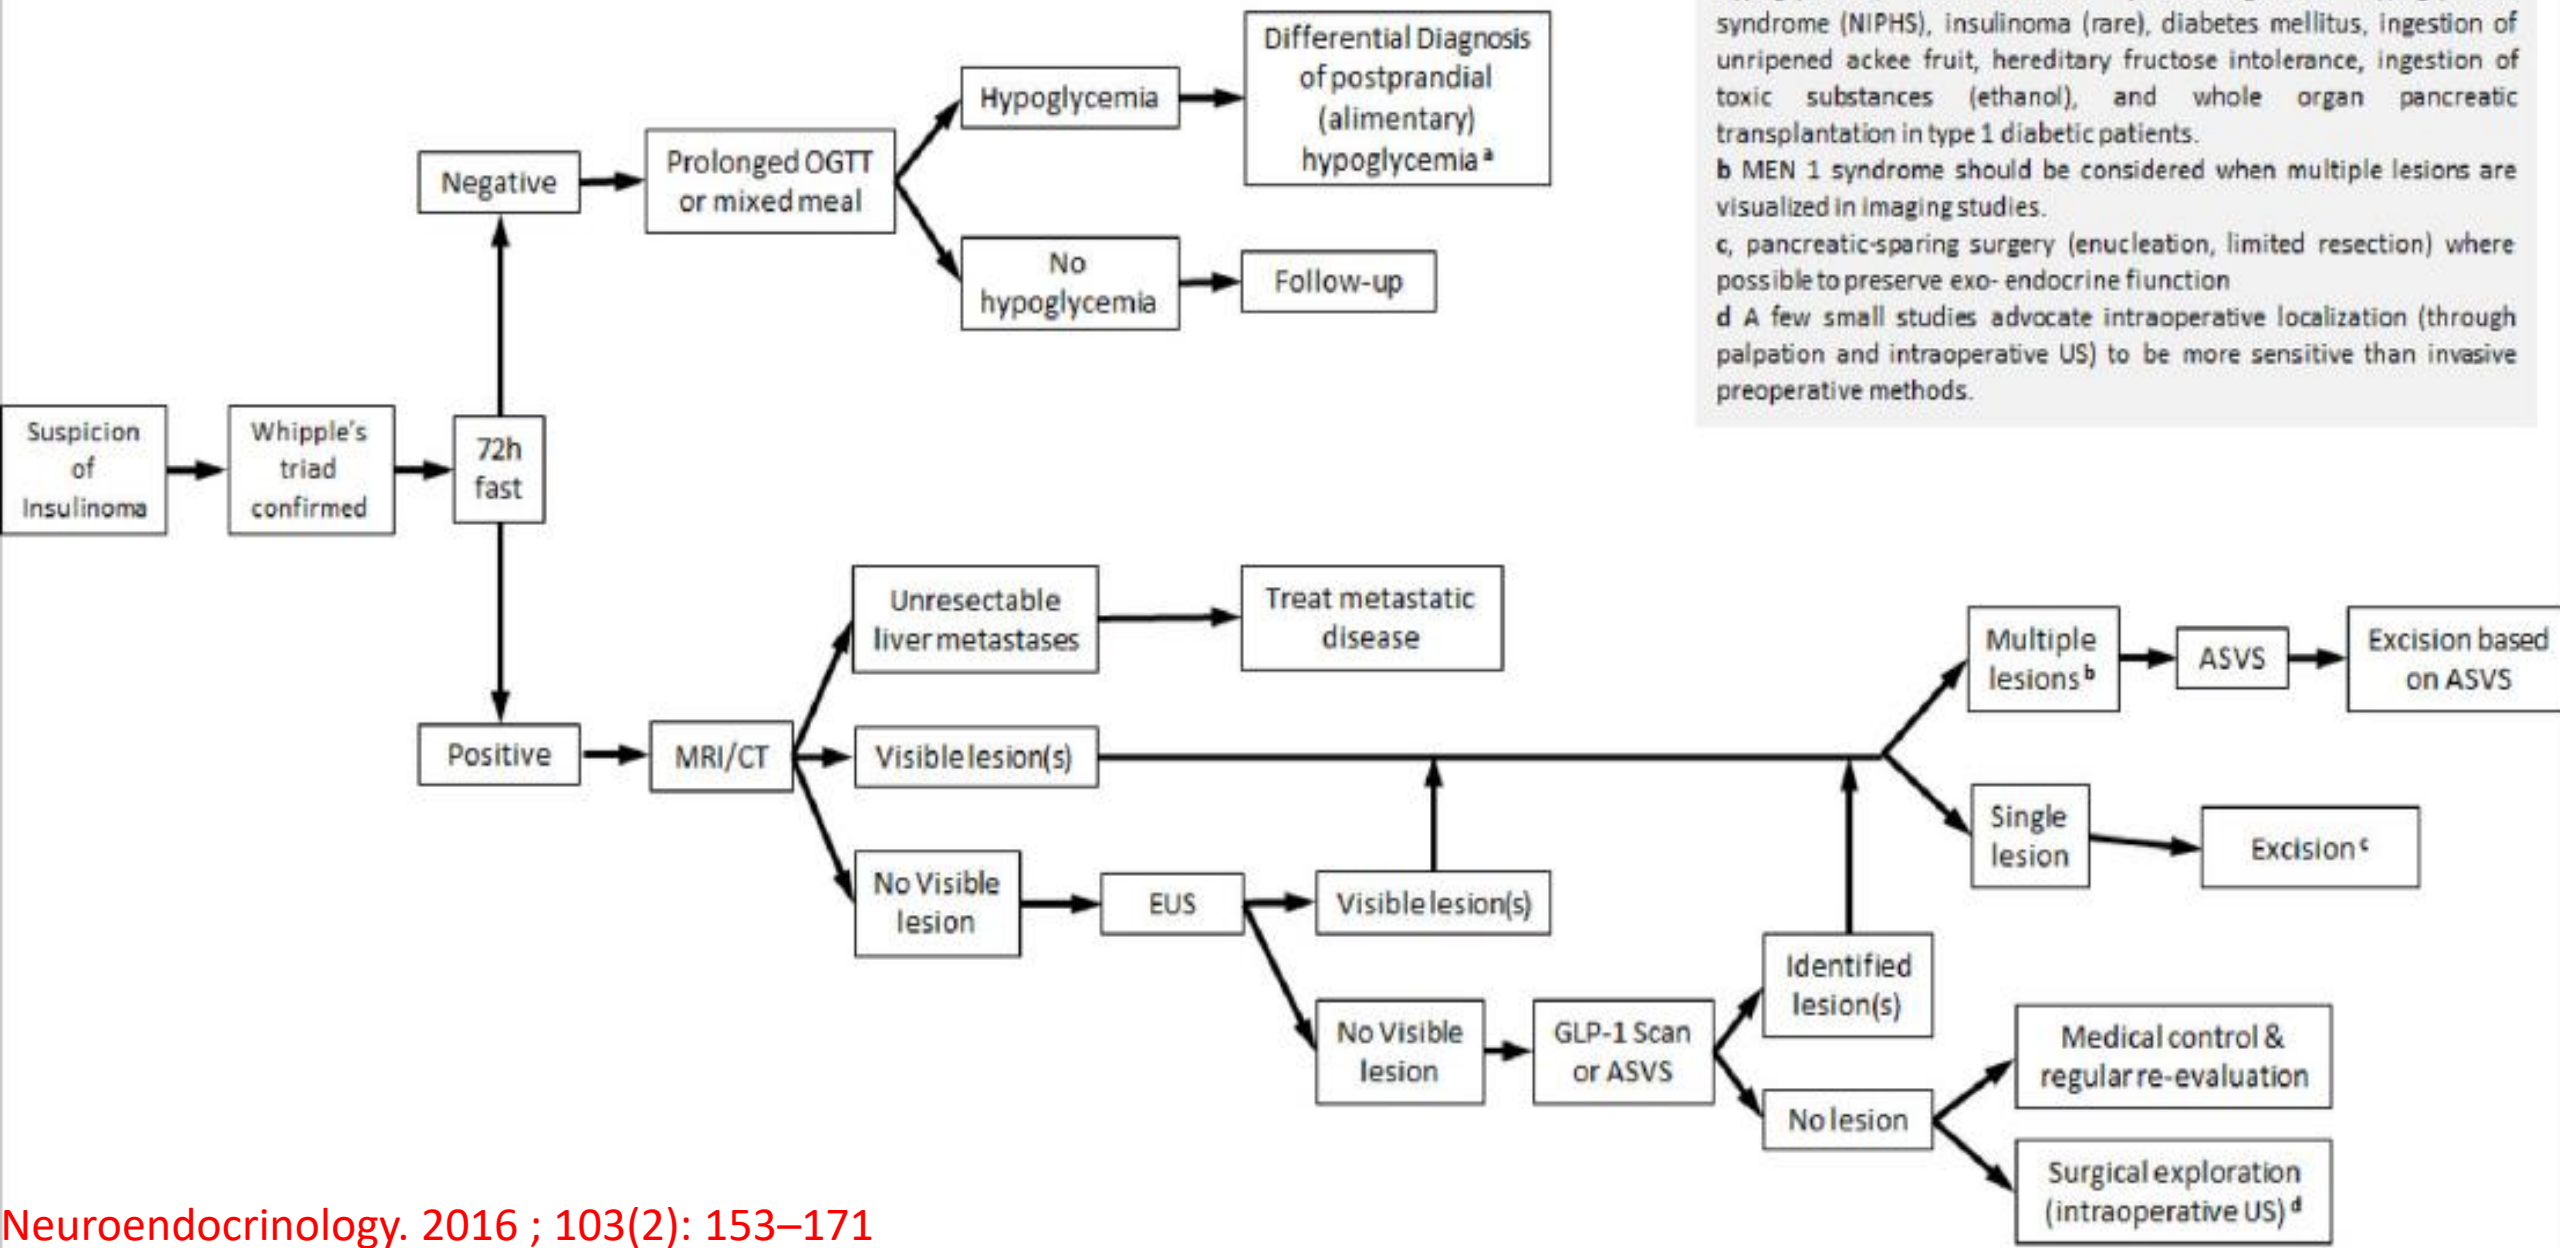 syndrome (NIPHS), insulinoma (rare), diabetes mellitus, ingestion of
unripened ackee fruit, hereditary fructose intolerance, ingestion of
toxic substances (ethanol), and whole organ pancreatic
transplantation in type 1 diabetic patients.
b MEN 1 syndrome should be considered when multiple lesions are
visualized in imaging studies.
c, pancreatic-sparing surgery (enucleation, limited resection) where
possible to preserve exo- endocrine fiunction
d A few small studies advocate intraoperative localization (through
palpation and intraoperative US) to be more sensitive than invasive
preoperative methods.
Differential Diagnosis
of postprandial
(alimentary)
hypoglycemia a
Hypoglycemia
Prolonged OGTT
or mixed meal
Negative
No
hypoglycemia
Follow-up
Suspicion
of
Insulinoma
Whipple's
triad
confirmed
72h
fast
Positive
MRI/CT
Unresectable
liver metastases
Treat metastatic
disease
Visible lesion(s)
No Visible
lesion
EUS
Visible lesion(s)
No Visible
lesion
GLP-1 Scan
or ASVS
Identified
lesion(s)
No lesion
Multiple
lesions b
ASVS
Excision based
on ASVS
Single
lesion
Excision c
Medical control &
regular re-evaluation
Surgical exploration
(intraoperative US) d
Neuroendocrinology. 2016 ; 103(2): 153–171